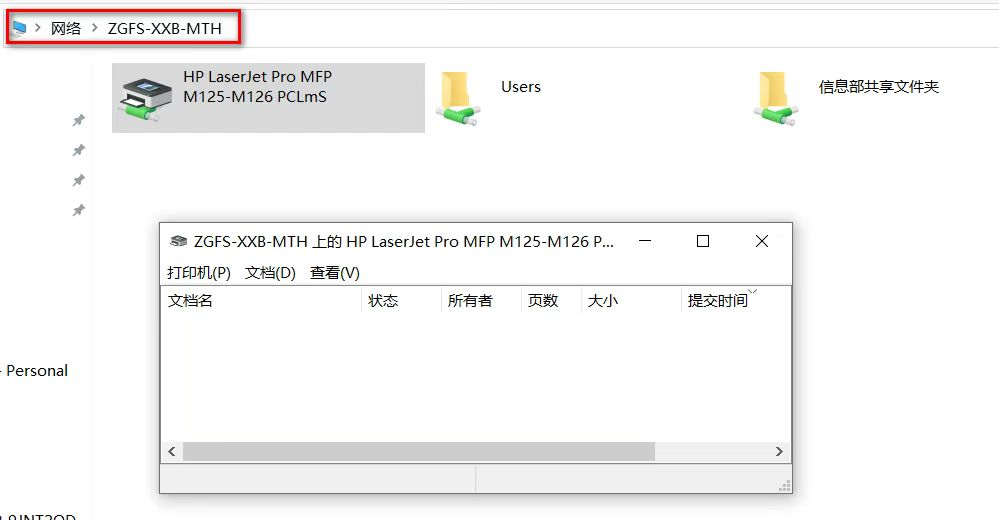 网络 ZGFS-XXB-MTH
HP LaserJet Pro MFP
M125-M126 PCLmS
Users
信息部共享文件夹
ZGFS-XXB-MTH 上的 HP LaserJet Pro MFP M125-M126 P...
打印机(P) 文档(D) 查看(V)
文档名 状态 所有者 页数 大小 提交时间
- Personal